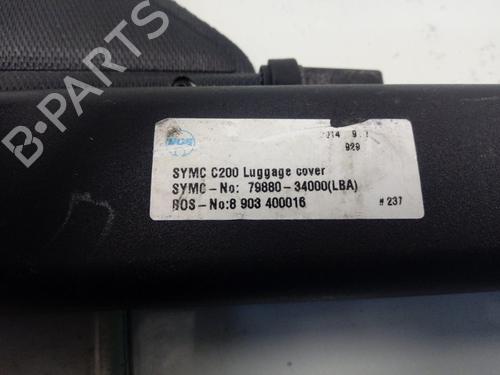 2014 9. 1
929
SYMC C200 Luggage cover
SYMC-No: 79880-34000(LBA)
BOS-No:8 903 400016 #237
B-PARTS